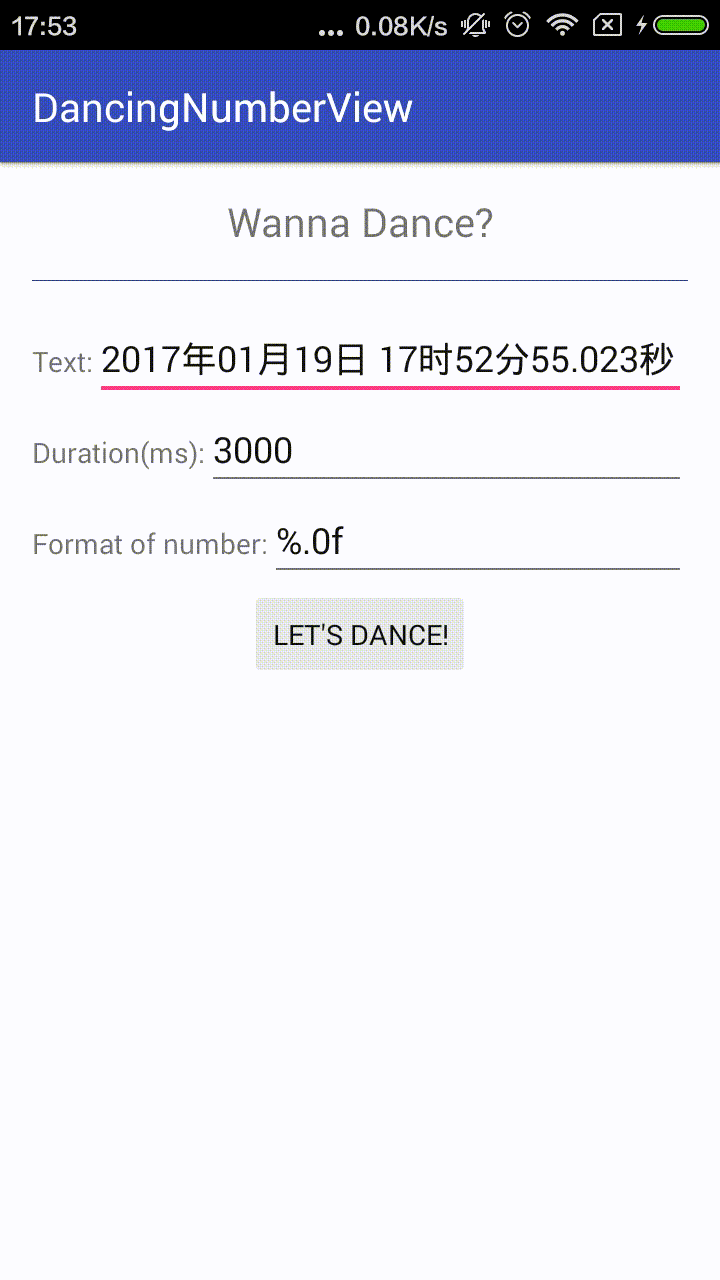 17:53 ... 0.08K/s
DancingNumberView
Wanna Dance?
Text: 2017年01月19日 17时52分55.023秒
Duration(ms): 3000
Format of number: %.0f
LET'S DANCE!